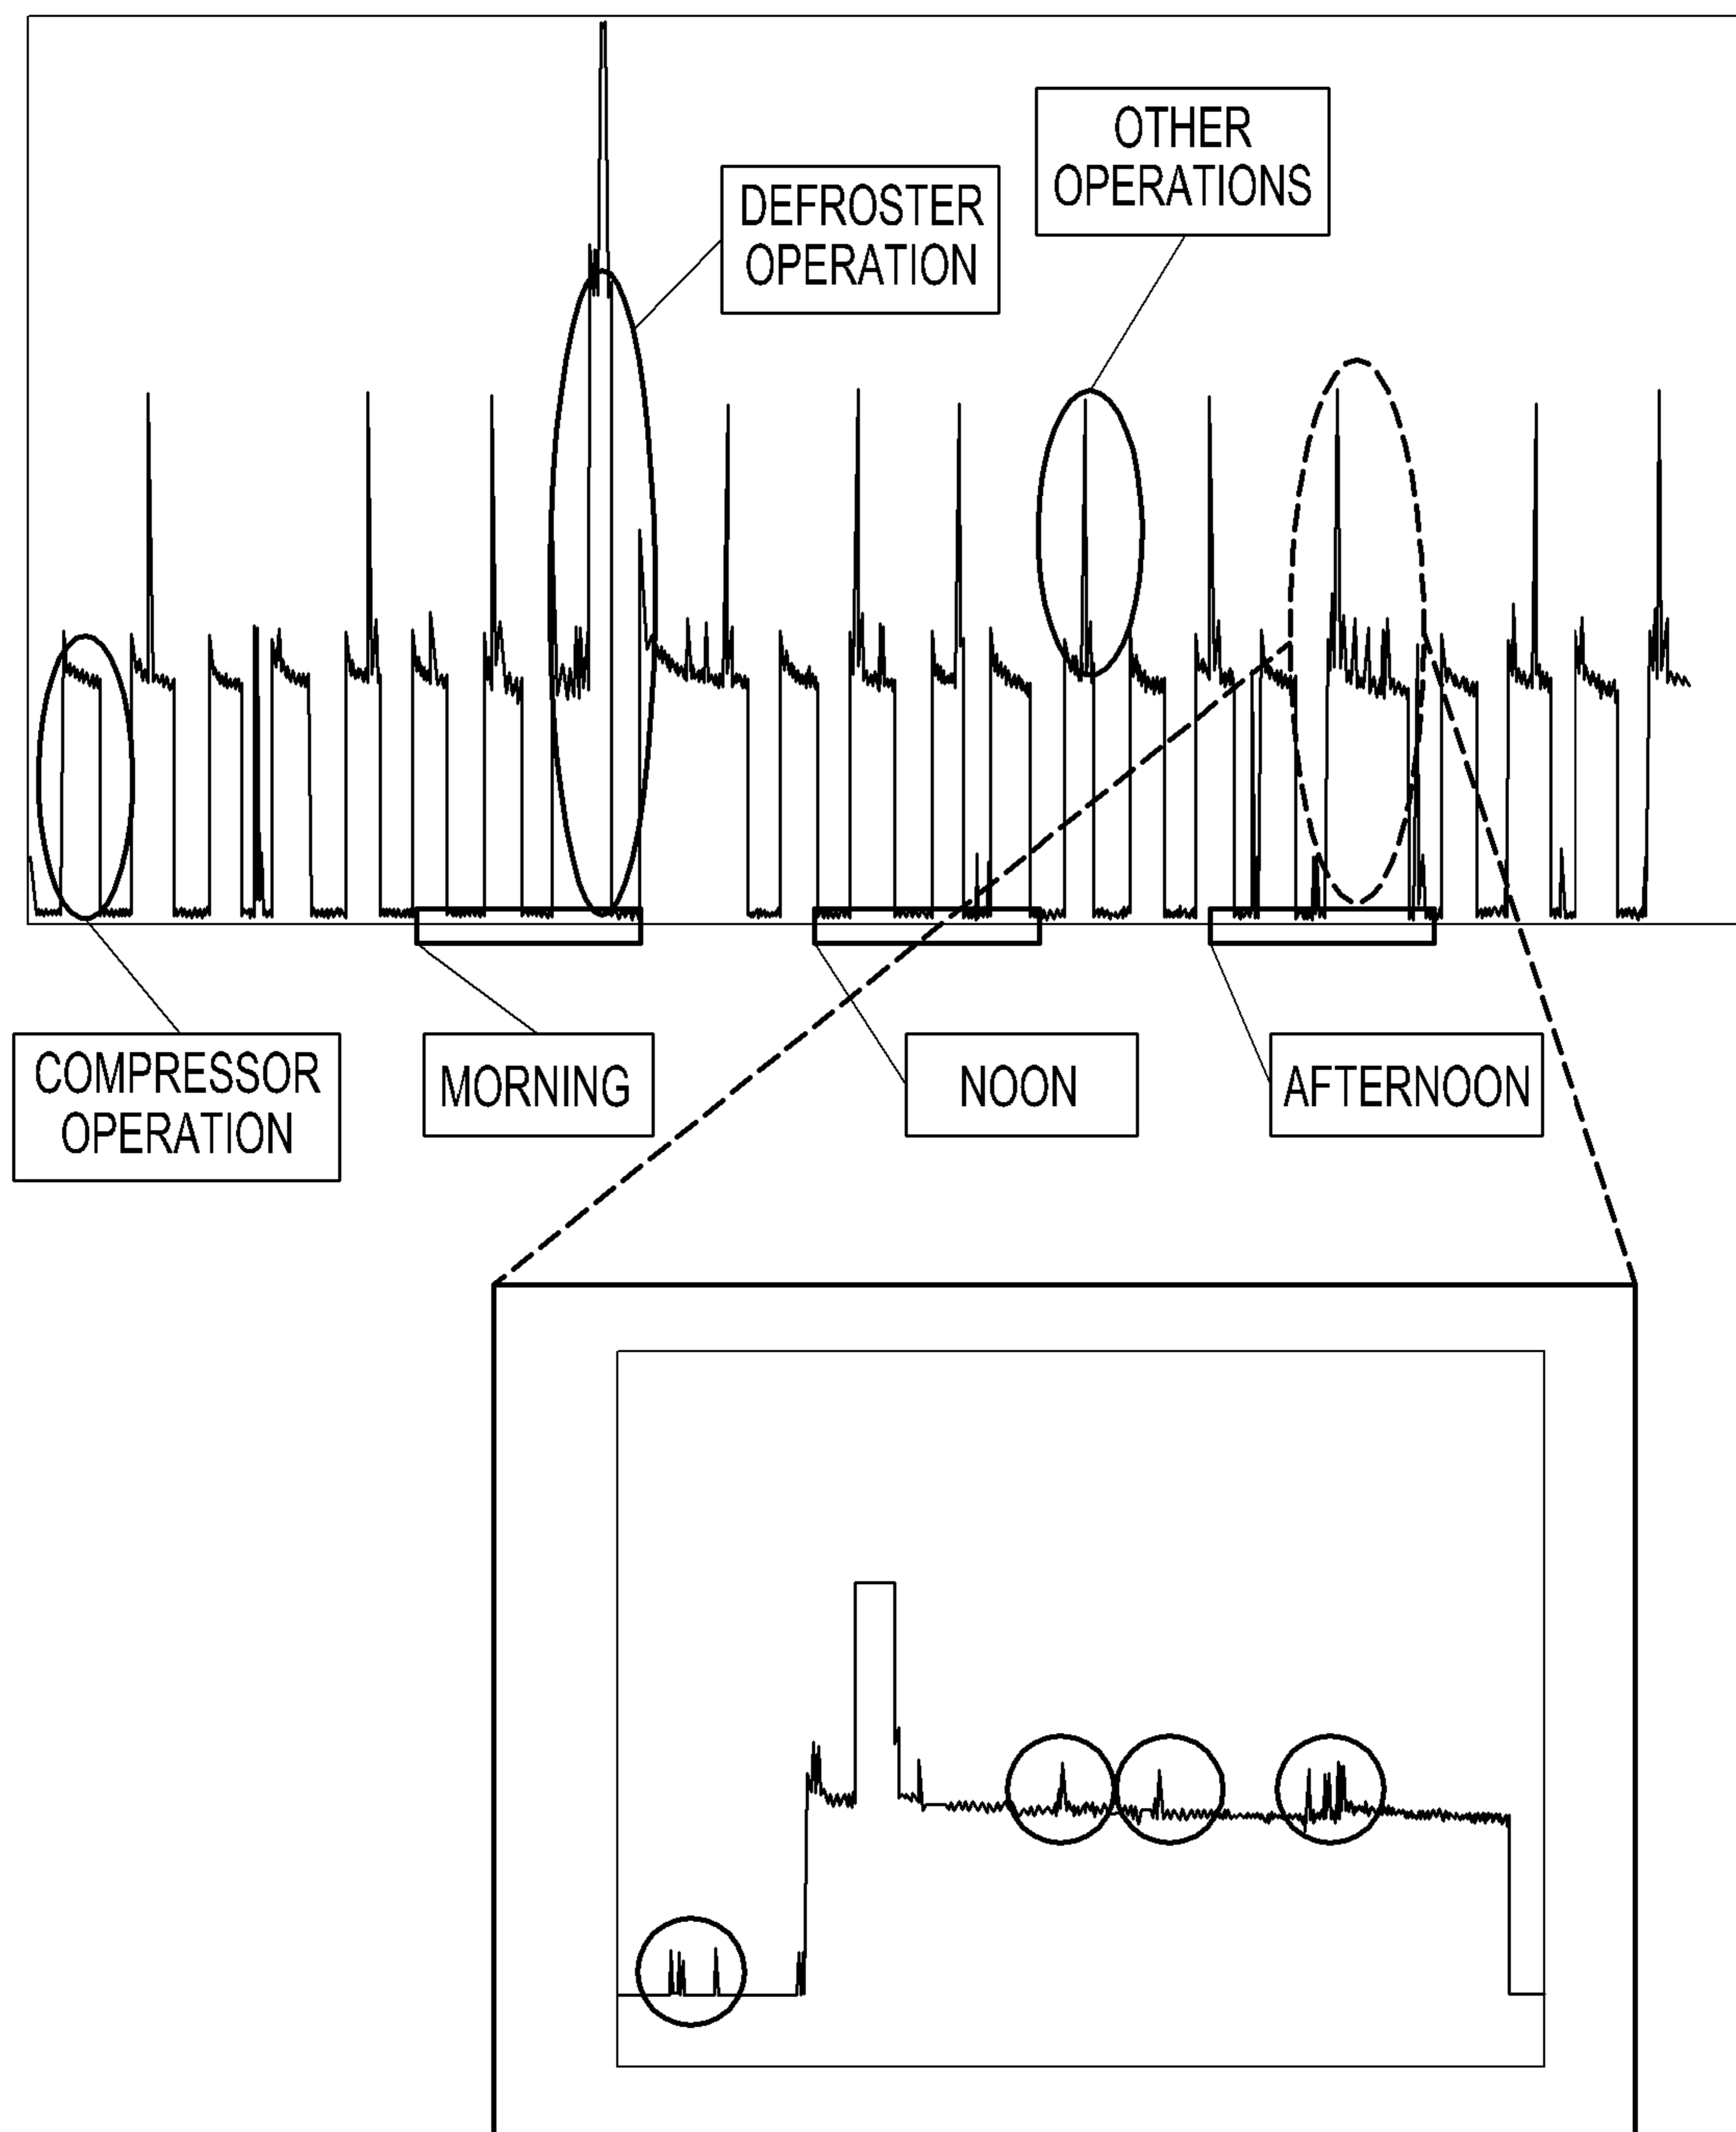 OTHER
OPERATIONS
DEFROSTER
OPERATION
COMPRESSOR
OPERATION
MORNING
NOON
AFTERNOON